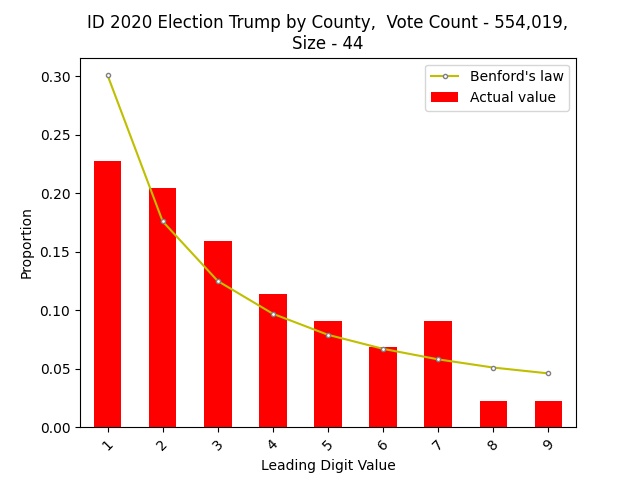 ID 2020 Election Trump by County,  Vote Count - 554,019,
Size - 44
Benford's law
Actual value
Proportion
0.30
0.25
0.20
0.15
0.10
0.05
0.00
1 2 3 4 5 6 7 8 9
Leading Digit Value